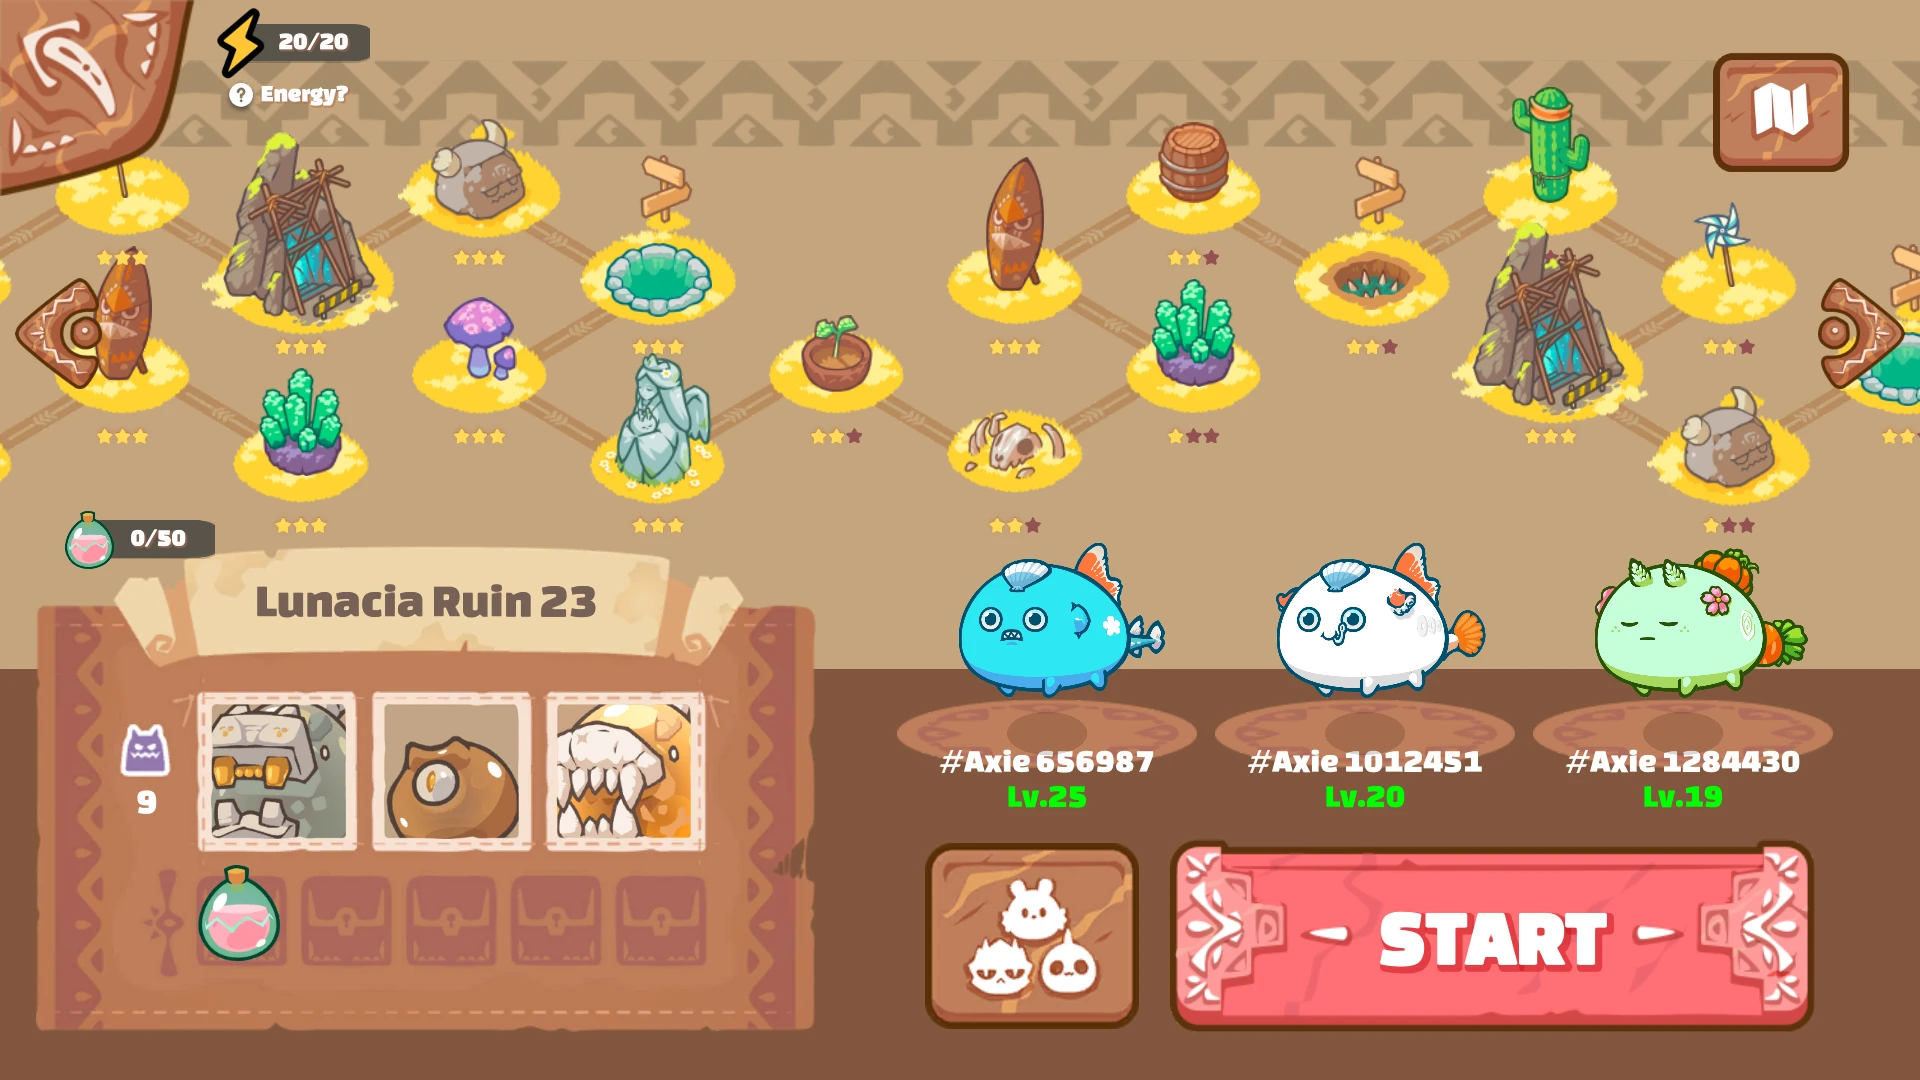 20/20
Energy?
0/50
Lunacia Ruin 23
9
#Axie 656987
Lv.25
#Axie 1012451
Lv.20
#Axie 1284430
Lv.19
START